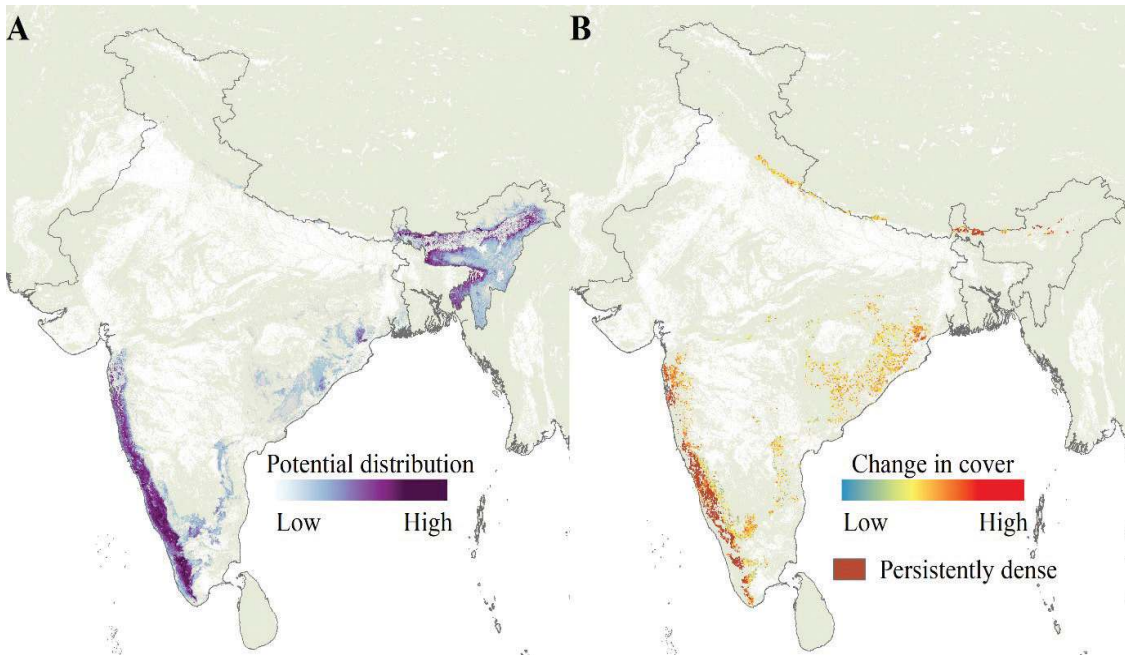 A
B
Potential distribution
Low High
Change in cover
Low High
Persistently dense